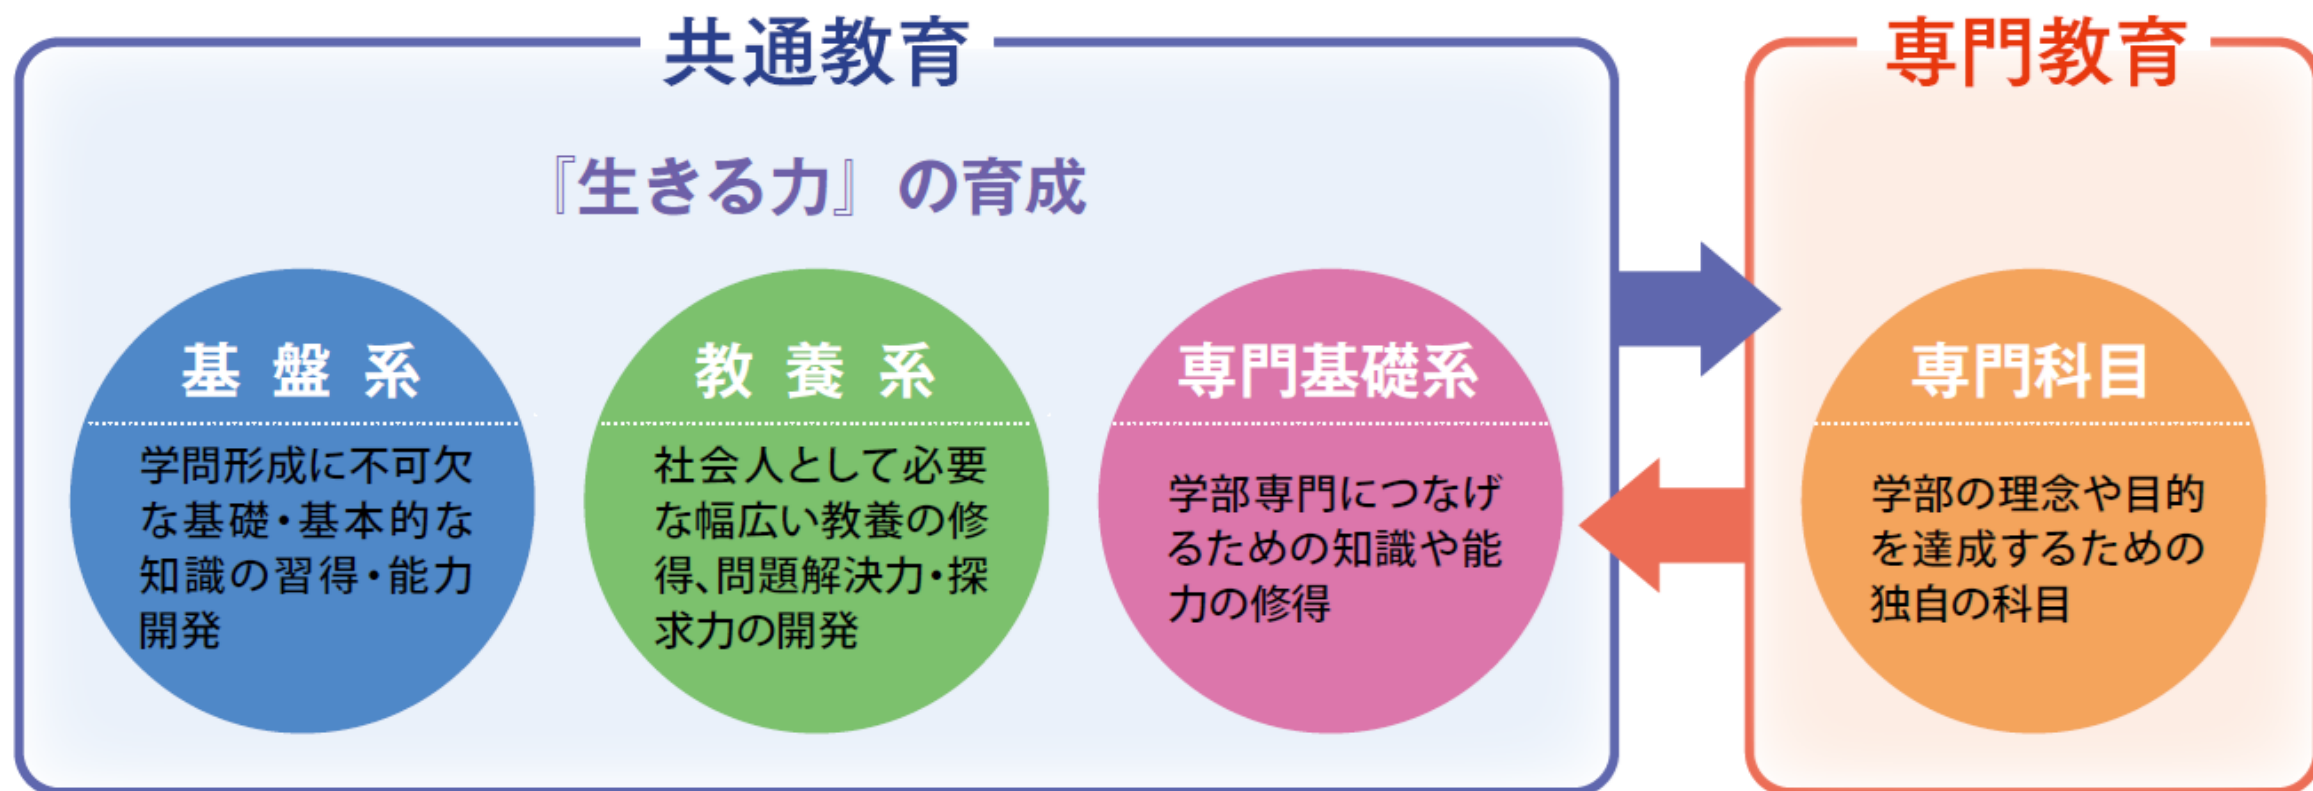 共通教育
専門教育
『生きる力』の育成
基盤系
学問形成に不可欠
な基礎・基本的な
知識の習得・能力
開発
教養系
社会人として必要
な幅広い教養の修
得、問題解決力・探
求力の開発
専門基礎系
学部専門につなげ
るための知識や能
力の修得
専門科目
学部の理念や目的
を達成するための
独自の科目